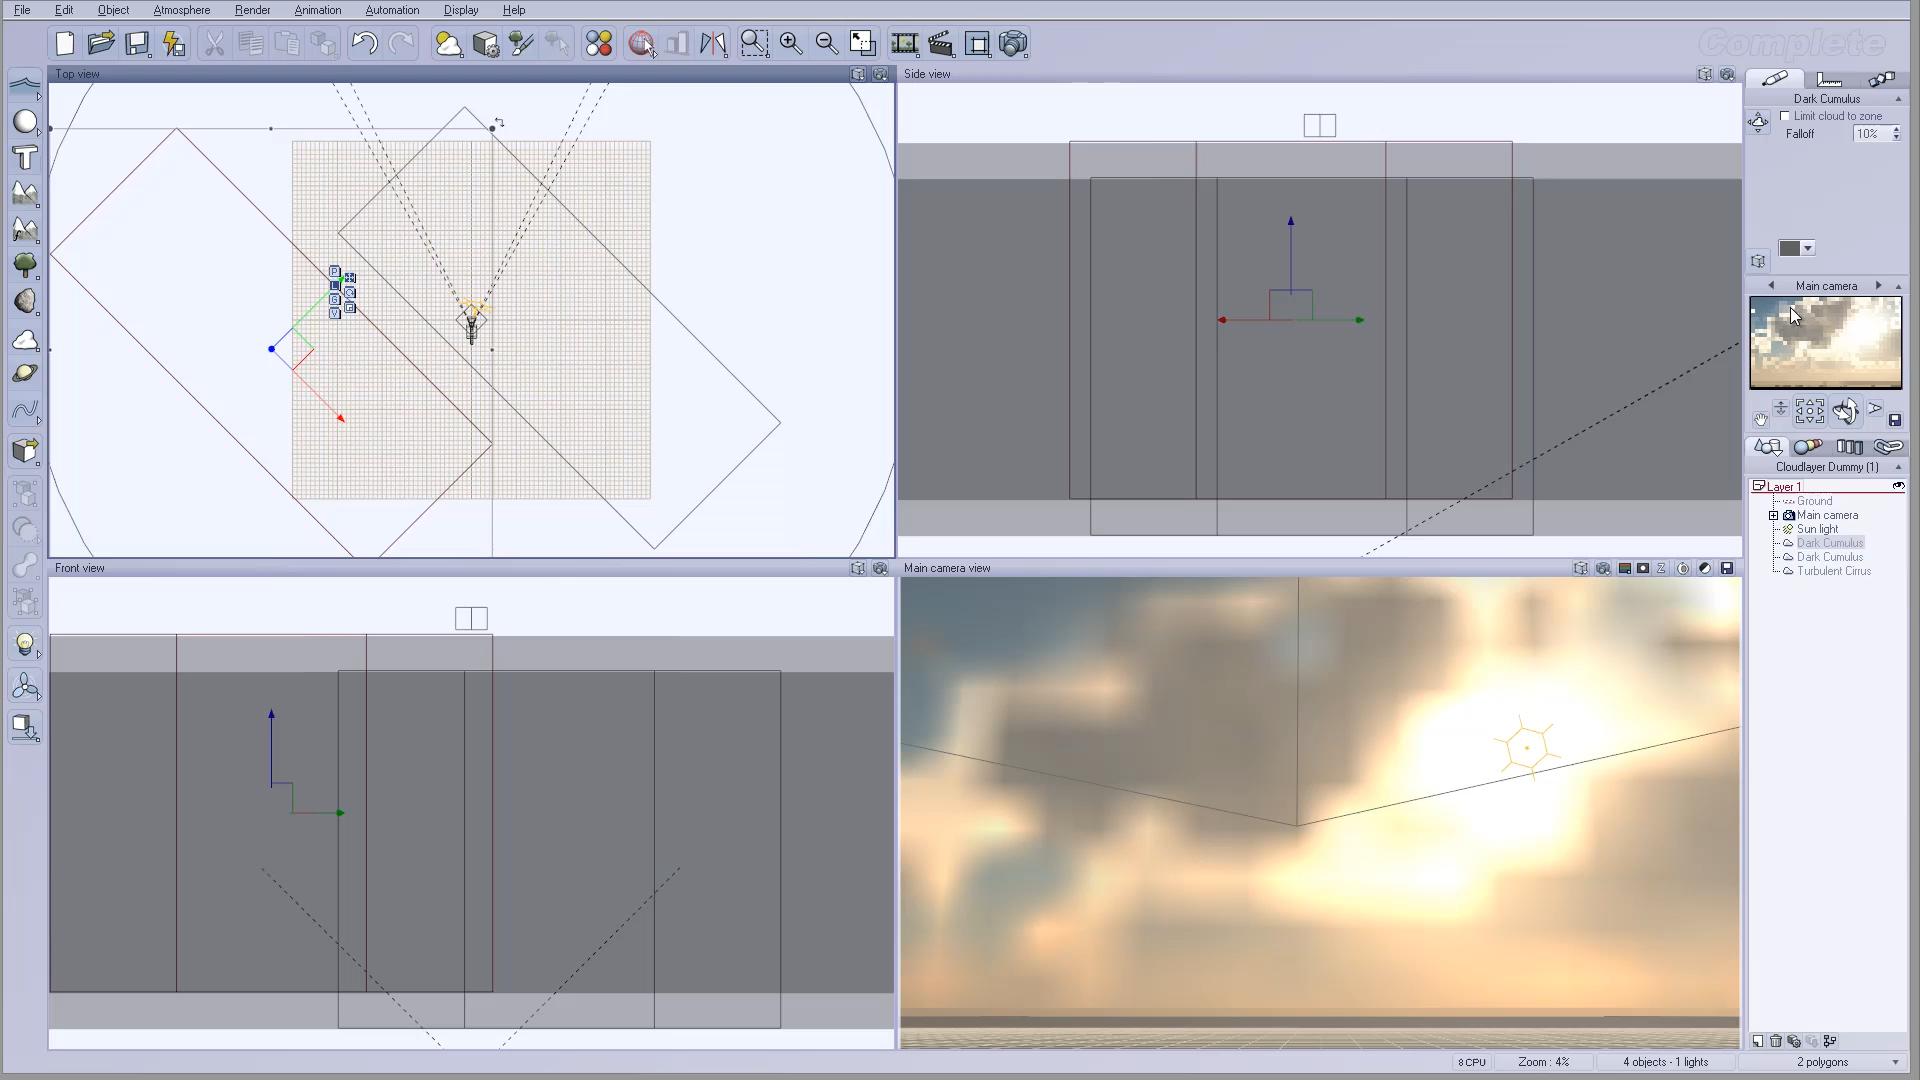 File Edit Object Atmosphere Render Animation Automation Display Help
Complete
Top view
Side view
Dark Cumulus
Limit cloud to zone
Falloff 10%
P
G
V
Main camera
Cloudlayer Dummy (1)
Layer 1
Ground
Main camera
Sun light
Dark Cumulus
Dark Cumulus
Turbulent Cirrus
Front view
Main camera view
Z
8 CPU Zoom : 4% 4 objects - 1 lights 2 polygons